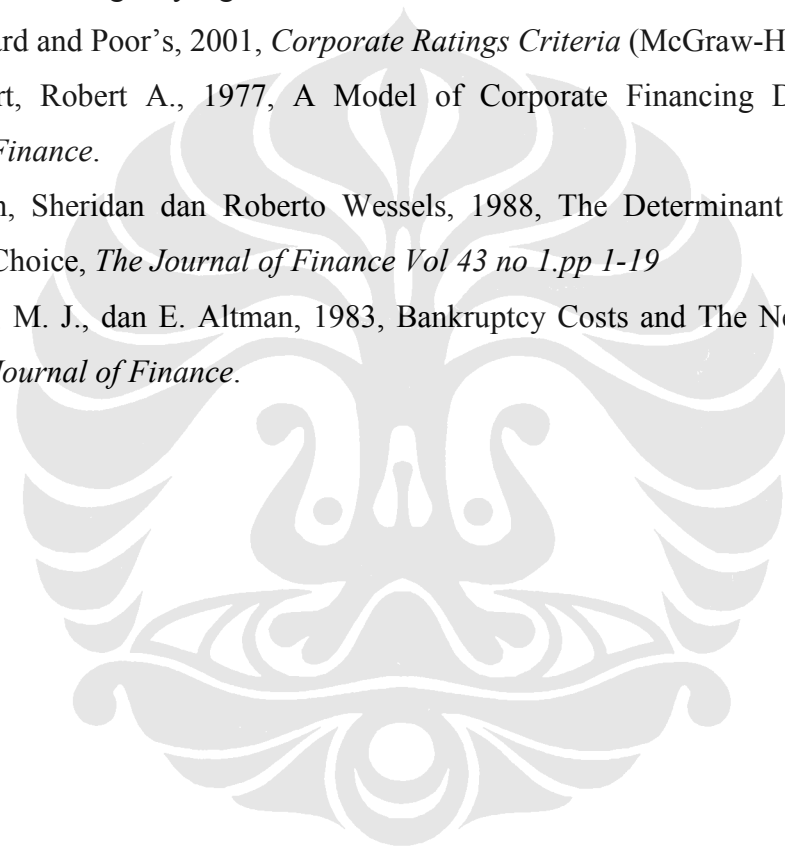 ard and Poor's, 2001, Corporate Ratings Criteria (McGraw-H
rt, Robert A., 1977, A Model of Corporate Financing D
Finance.
n, Sheridan dan Roberto Wessels, 1988, The Determinant
Choice, The Journal of Finance Vol 43 no 1.pp 1-19
M. J., dan E. Altman, 1983, Bankruptcy Costs and The Ne
Journal of Finance.